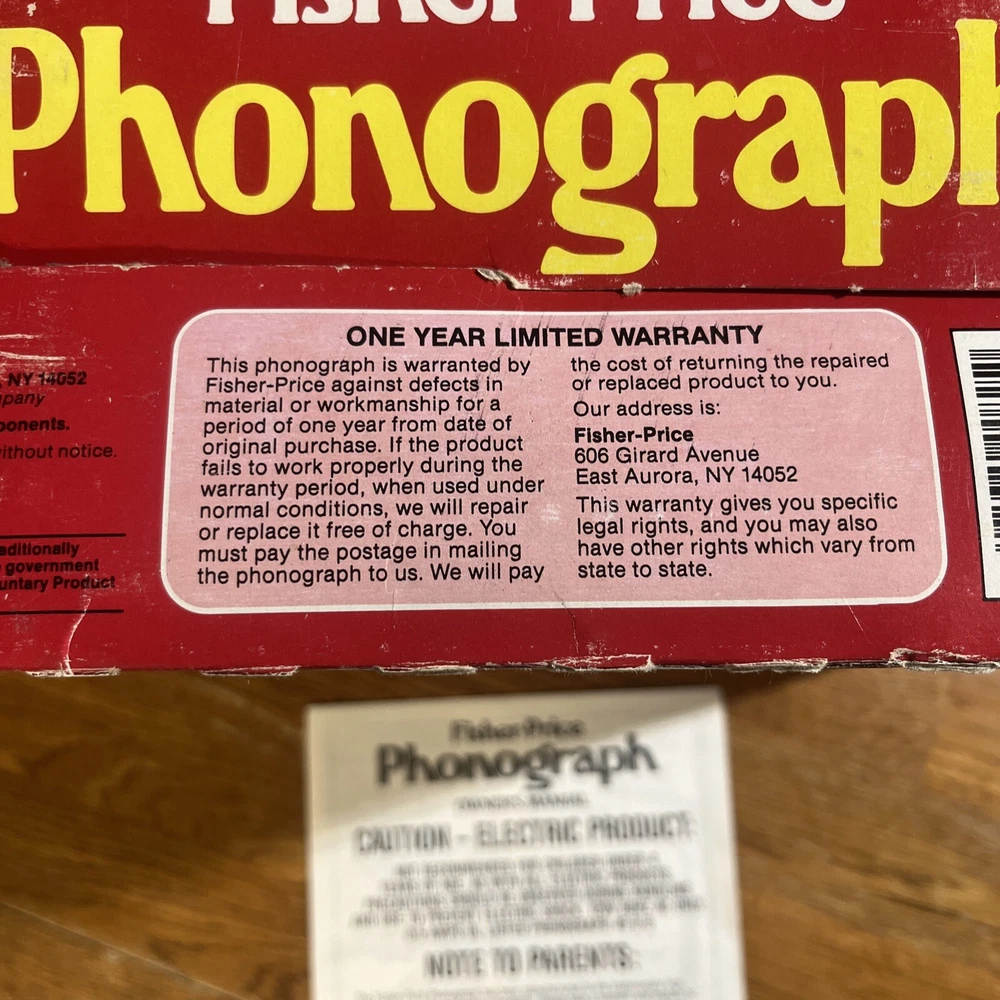 Fisher-Price
Phonograph
, NY 14052
pany
ponents.
ithout notice.
aditionally
government
untary Product
ONE YEAR LIMITED WARRANTY
This phonograph is warranted by
Fisher-Price against defects in
material or workmanship for a
period of one year from date of
original purchase. If the product
fails to work properly during the
warranty period, when used under
normal conditions, we will repair
or replace it free of charge. You
must pay the postage in mailing
the phonograph to us. We will pay
the cost of returning the repaired
or replaced product to you.
Our address is:
Fisher-Price
606 Girard Avenue
East Aurora, NY 14052
This warranty gives you specific
legal rights, and you may also
have other rights which vary from
state to state.
Fisher-Price
Phonograph
OWNER'S MANUAL
CAUTION - ELECTRIC PRODUCT:
NOTE TO PARENTS: